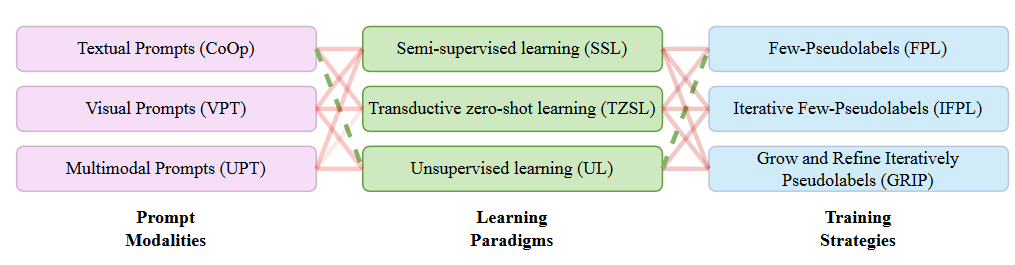 Textual Prompts (CoOp)
Semi-supervised learning (SSL)
Few-Pseudolabels (FPL)
Visual Prompts (VPT)
Transductive zero-shot learning (TZSL)
Iterative Few-Pseudolabels (IFPL)
Multimodal Prompts (UPT)
Unsupervised learning (UL)
Grow and Refine Iteratively
Pseudolabels (GRIP)
Prompt
Modalities
Learning
Paradigms
Training
Strategies